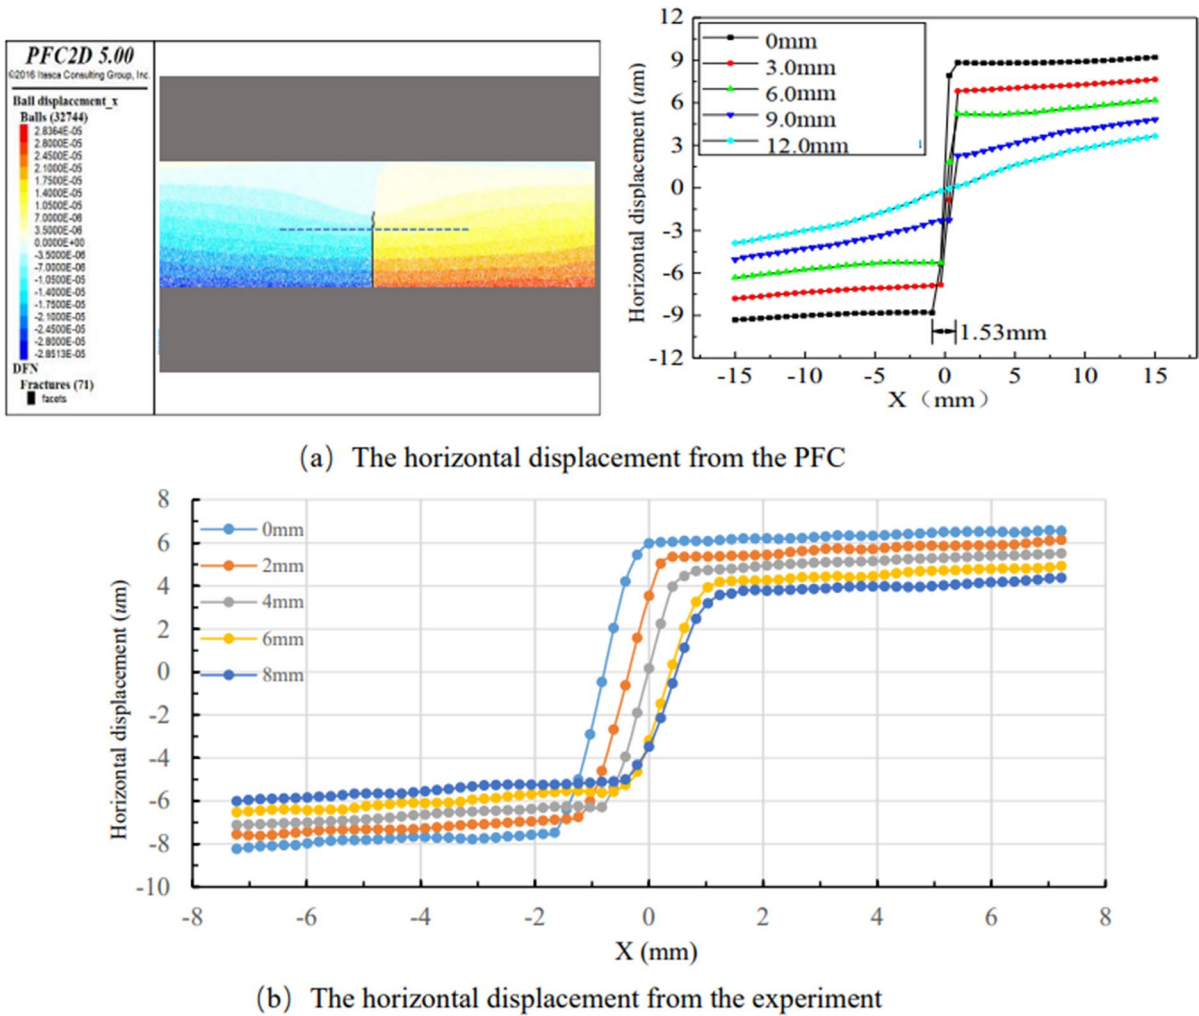 PFC2D 5.00
©2016 Itasca Consulting Group, Inc.
Ball displacement_x
Balls (32744)
2.8364E-05
2.8000E-05
2.4500E-05
2.1000E-05
1.7500E-05
1.4000E-05
1.0500E-05
7.0000E-06
3.5000E-06
0.0000E+00
-3.5000E-06
-7.0000E-06
-1.0500E-05
-1.4000E-05
-1.7500E-05
-2.1000E-05
-2.4500E-05
-2.8000E-05
-2.8513E-05
DFN
Fractures (71)
facets
Horizontal displacement (um)
12
9
6
3
0
-3
-6
-9
-12
0mm
3.0mm
6.0mm
9.0mm
12.0mm
1.53mm
-15 -10 -5 0 5 10 15
X (mm)
(a) The horizontal displacement from the PFC
Horizontal displacement (um)
8
6
4
2
0
-2
-4
-6
-8
-10
0mm
2mm
4mm
6mm
8mm
-8 -6 -4 -2 0 2 4 6 8
X (mm)
(b) The horizontal displacement from the experiment